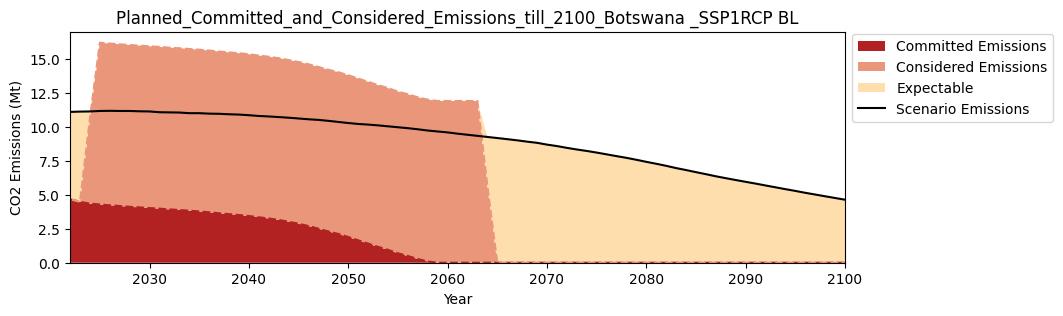 Planned_Committed_and_Considered_Emissions_till_2100_Botswana _SSP1RCP BL
CO2 Emissions (Mt)
15.0
12.5
10.0
7.5
5.0
2.5
0.0
2030 2040 2050 2060 2070 2080 2090 2100
Year
Committed Emissions
Considered Emissions
Expectable
Scenario Emissions